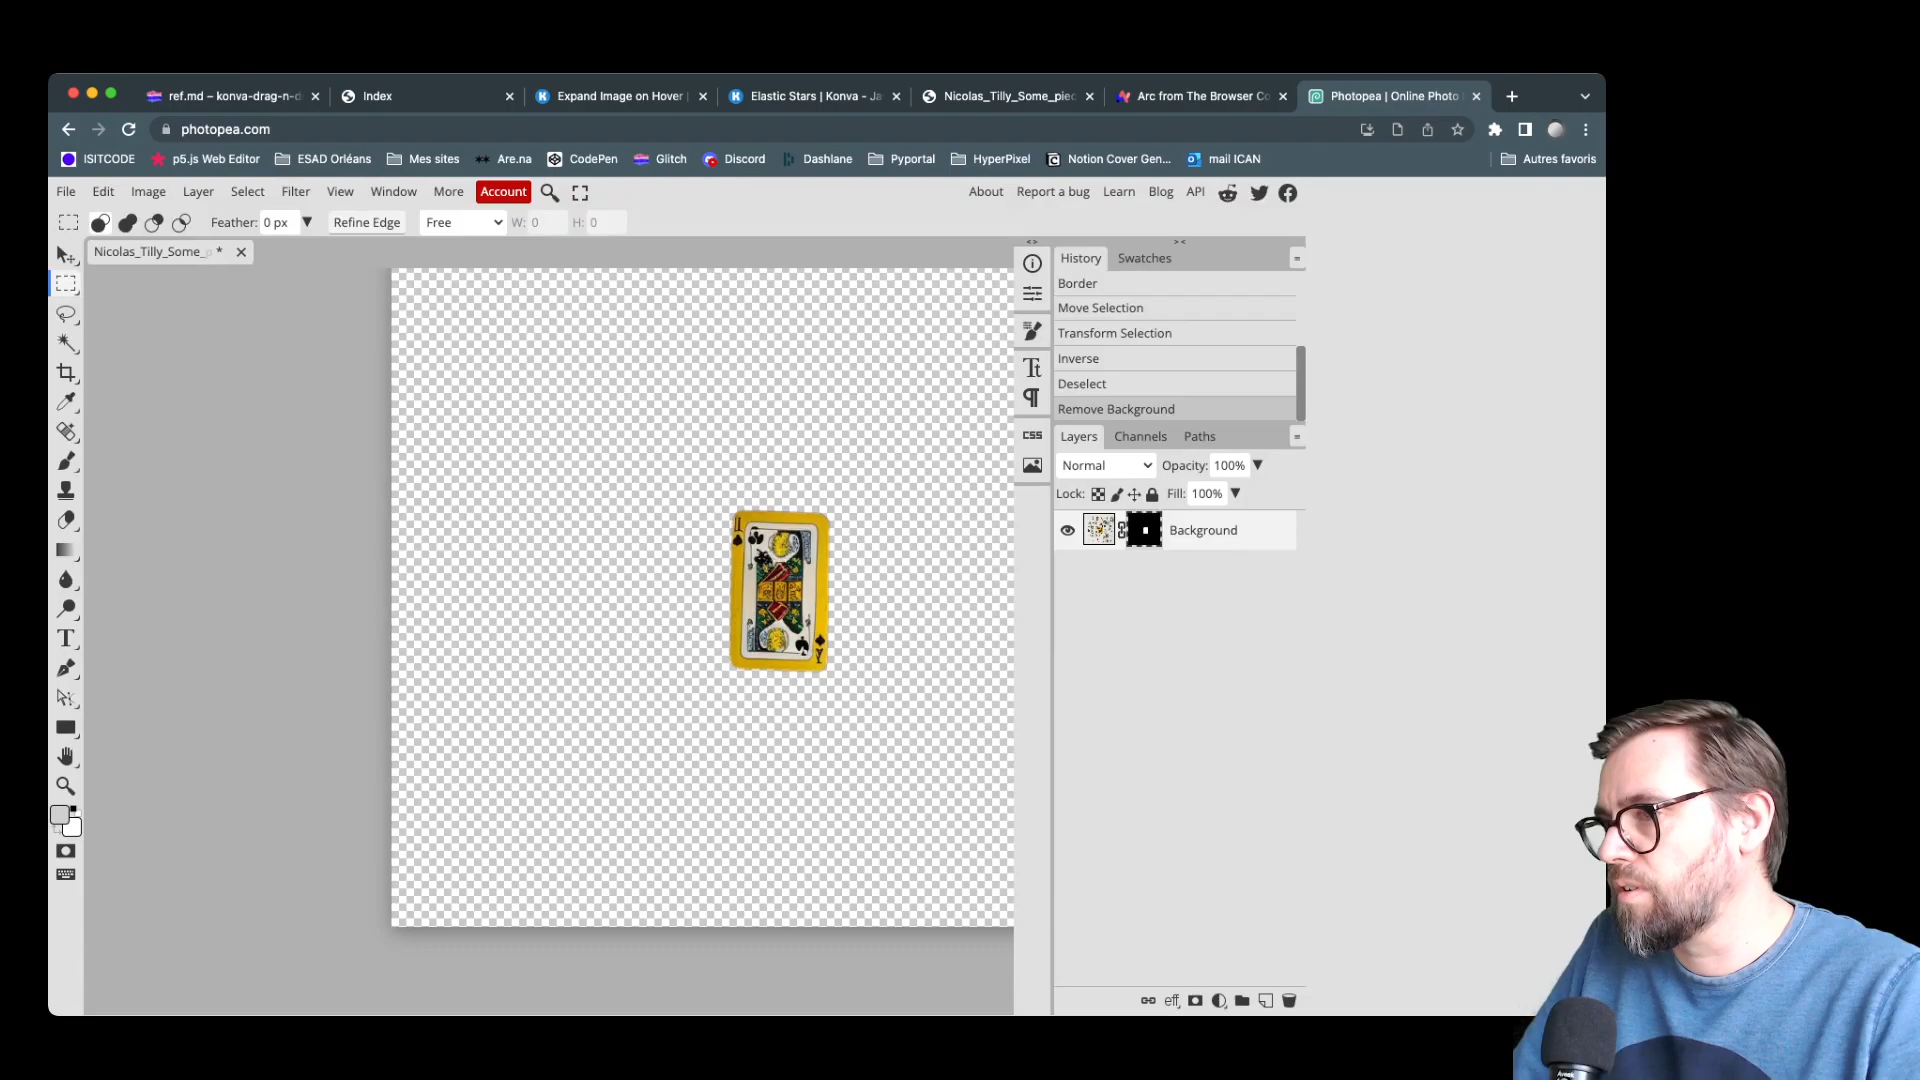 ref.md – konva-drag-n-d
Index
Expand Image on Hover
Elastic Stars | Konva - Ja
Nicolas_Tilly_Some_piec
Arc from The Browser Co
Photopea | Online Photo
photopea.com
ISITCODE
p5.js Web Editor
ESAD Orléans
Mes sites
Are.na
CodePen
Glitch
Discord
Dashlane
Pyportal
HyperPixel
Notion Cover Gen...
mail ICAN
Autres favoris
File Edit Image Layer Select Filter View Window More Account
About Report a bug Learn Blog API
Feather: 0 px Refine Edge Free W: 0 H: 0
Nicolas_Tilly_Some_p *
History Swatches
Border
Move Selection
Transform Selection
Inverse
Deselect
Remove Background
CSS
Layers Channels Paths
Normal Opacity: 100%
Lock: Fill: 100%
Background
eff